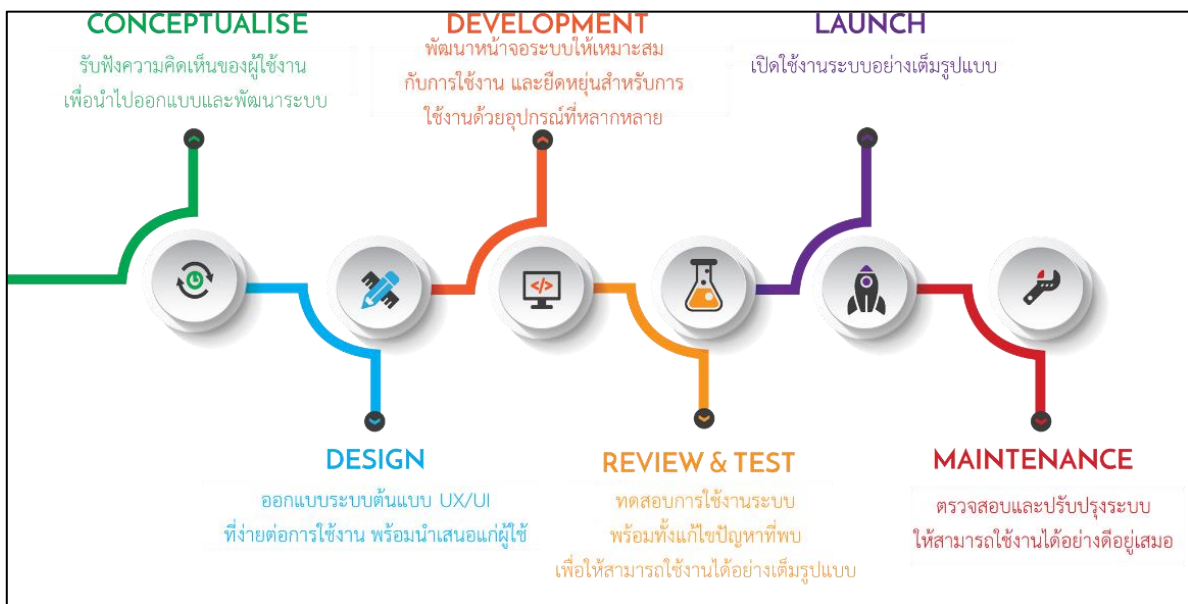 CONCEPTUALISE
รับฟังความคิดเห็นของผู้ใช้งาน
เพื่อนำไปออกแบบและพัฒนาระบบ
DESIGN
ออกแบบระบบต้นแบบ UX/UI
ที่ง่ายต่อการใช้งาน พร้อมนำเสนอแก่ผู้ใช้
DEVELOPMENT
พัฒนาหน้าจอระบบให้เหมาะสม
กับการใช้งาน และยืดหยุ่นสำหรับการ
ใช้งานด้วยอุปกรณ์ที่หลากหลาย
</>
REVIEW & TEST
ทดสอบการใช้งานระบบ
พร้อมทั้งแก้ไขปัญหาที่พบ
เพื่อให้สามารถใช้งานได้อย่างเต็มรูปแบบ
LAUNCH
เปิดใช้งานระบบอย่างเต็มรูปแบบ
MAINTENANCE
ตรวจสอบและปรับปรุงระบบ
ให้สามารถใช้งานได้อย่างดีอยู่เสมอ